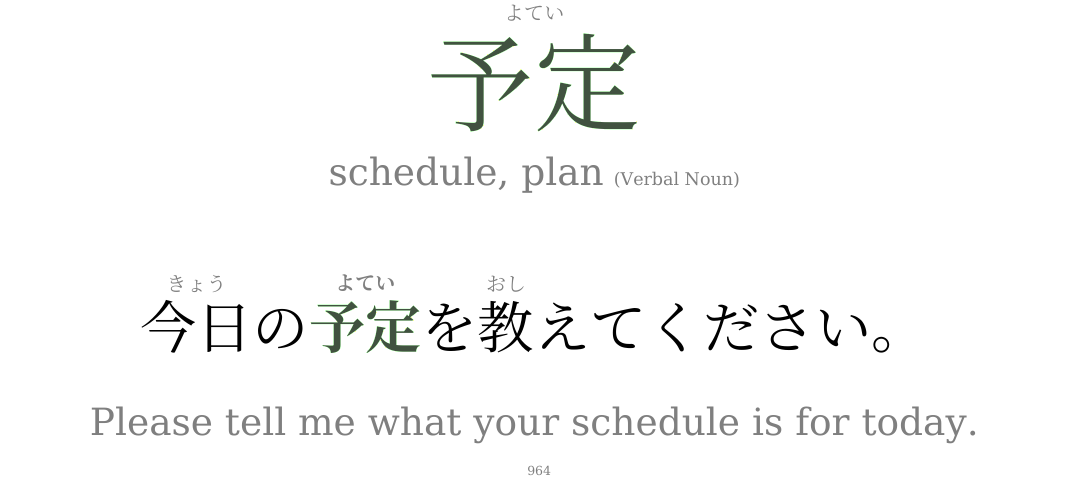 よてい
予定
schedule, plan (Verbal Noun)
きょう よてい おし
今日の予定を教えてください。
Please tell me what your schedule is for today.
964